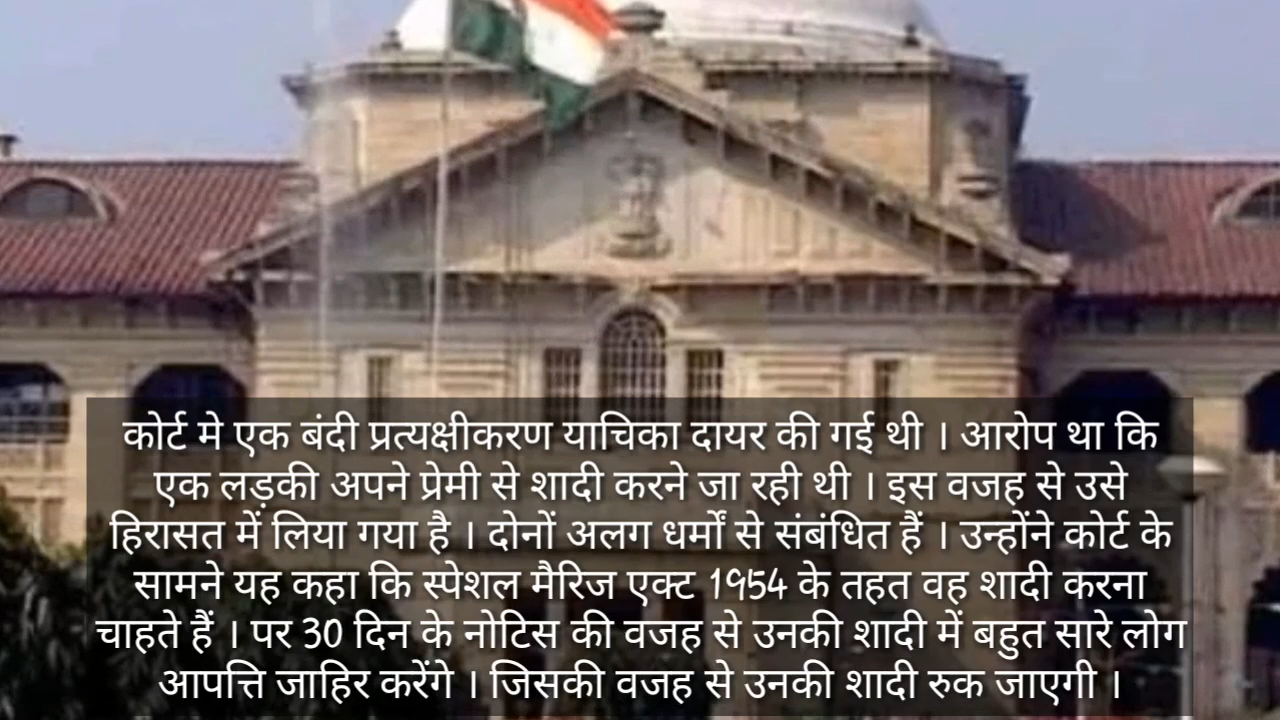 कोर्ट मे एक बंदी प्रत्यक्षीकरण याचिका दायर की गई थी । आरोप था कि
एक लड़की अपने प्रेमी से शादी करने जा रही थी । इस वजह से उसे
हिरासत में लिया गया है । दोनों अलग धर्मों से संबंधित हैं । उन्होंने कोर्ट के
सामने यह कहा कि स्पेशल मैरिज एक्ट 1954 के तहत वह शादी करना
चाहते हैं । पर 30 दिन के नोटिस की वजह से उनकी शादी में बहुत सारे लोग
आपत्ति जाहिर करेंगे । जिसकी वजह से उनकी शादी रुक जाएगी ।